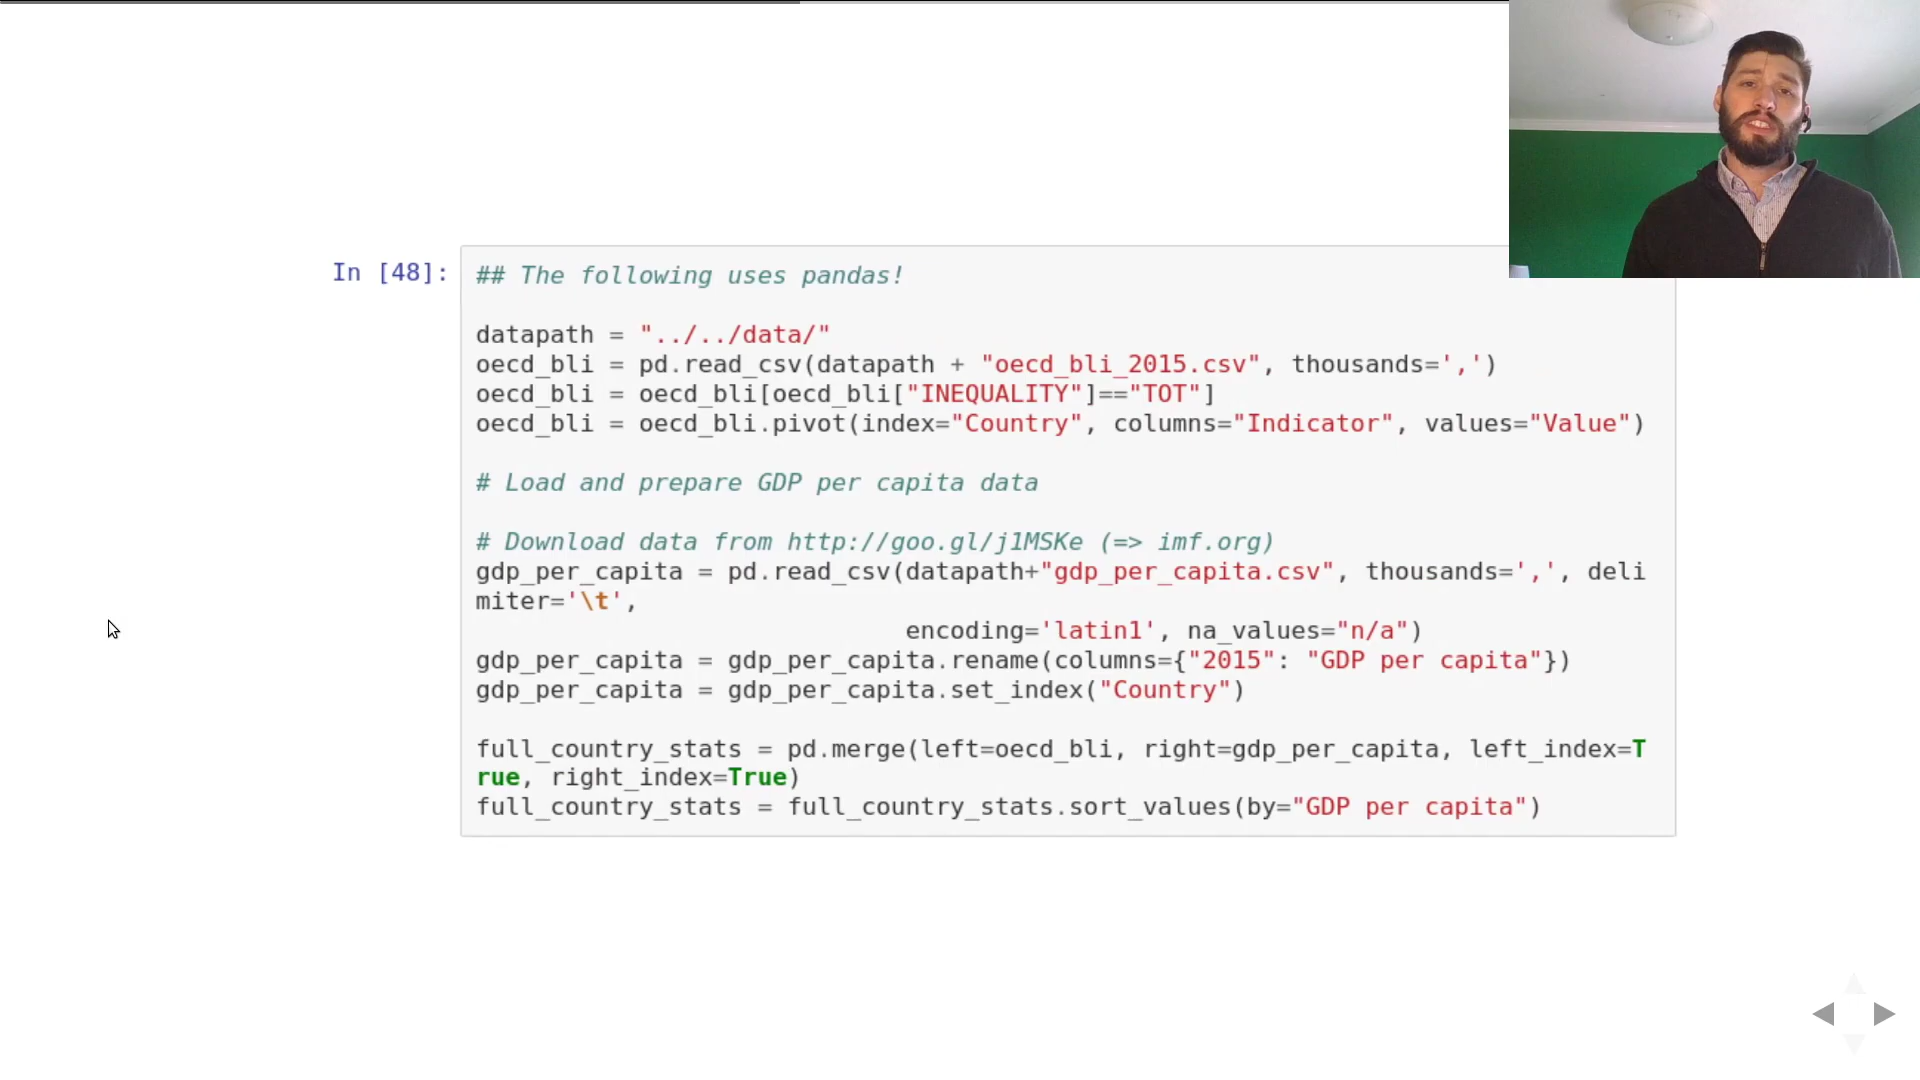 In [48]:
## The following uses pandas!
datapath = "../../data/"
oecd_bli = pd.read_csv(datapath + "oecd_bli_2015.csv", thousands=',')
oecd_bli = oecd_bli[oecd_bli["INEQUALITY"]=="TOT"]
oecd_bli = oecd_bli.pivot(index="Country", columns="Indicator", values="Value")
# Load and prepare GDP per capita data
# Download data from http://goo.gl/j1MSKe (=> imf.org)
gdp_per_capita = pd.read_csv(datapath+"gdp_per_capita.csv", thousands=',', deli
miter='\t',
encoding='latin1', na_values="n/a")
gdp_per_capita = gdp_per_capita.rename(columns={"2015": "GDP per capita"})
gdp_per_capita = gdp_per_capita.set_index("Country")
full_country_stats = pd.merge(left=oecd_bli, right=gdp_per_capita, left_index=T
rue, right_index=True)
full_country_stats = full_country_stats.sort_values(by="GDP per capita")